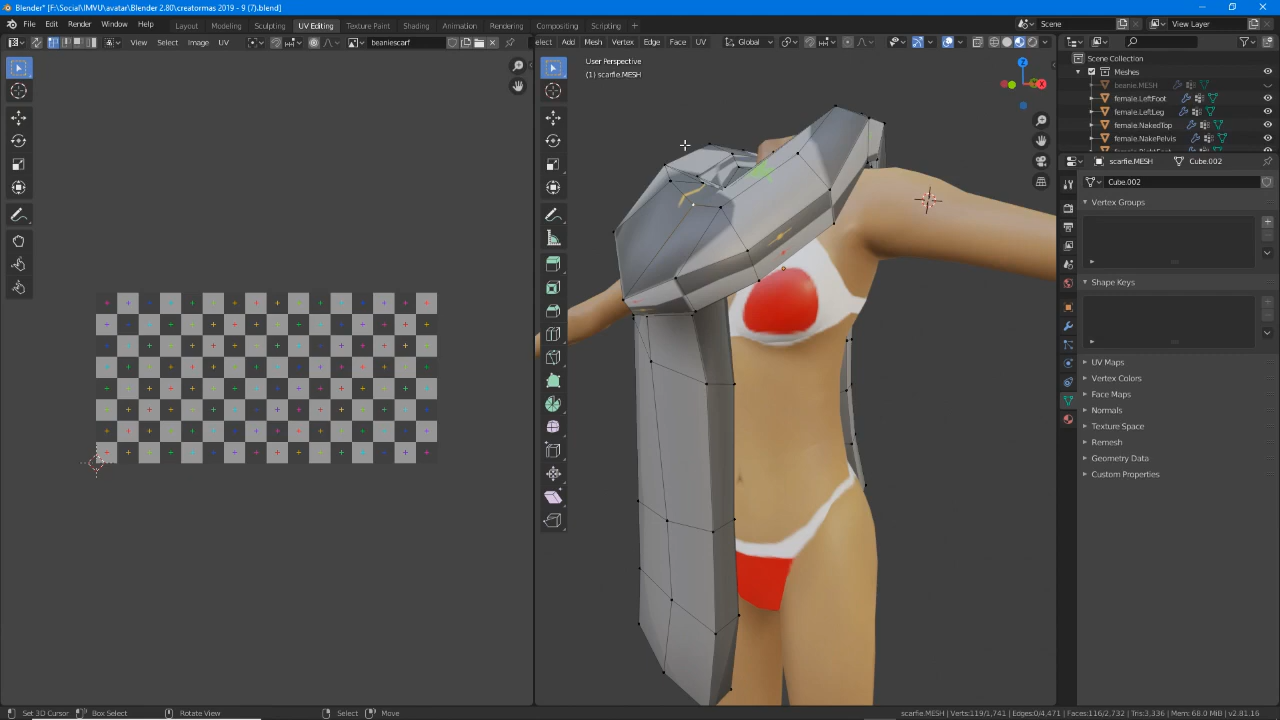 Blender* [F:\Social\IMVU\avatar\Blender 2.80\creatormas 2019 - 9 (7).blend]
File Edit Render Window Help Layout Modeling Sculpting UV Editing Texture Paint Shading Animation Rendering Compositing Scripting Scene View Layer
View Select Image UV beaniescarf elect Add Mesh Vertex Edge Face UV Global
User Perspective
(1) scarfie.MESH
Scene Collection
Meshes
beanie.MESH
female.LeftFoot
female.LeftLeg
female.NakedTop
female.NakedPelvis
scarfie.MESH Cube.002
Cube.002
Vertex Groups
Shape Keys
UV Maps
Vertex Colors
Face Maps
Normals
Texture Space
Remesh
Geometry Data
Custom Properties
Set 3D Cursor Box Select Rotate View Select Move scarfie.MESH | Verts:119/1,741 | Edges:0/4,471 | Faces:116/2,732 | Tris:3,336 | Mem: 68.0 MiB | v2.81.16